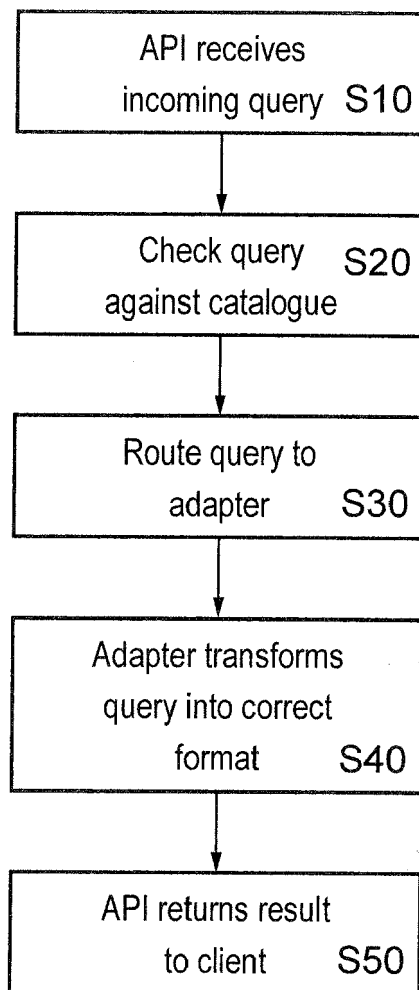 API receives
incoming query S10
Check query S20
against catalogue
Route query to
adapter S30
Adapter transforms
query into correct
format S40
API returns result
to client S50